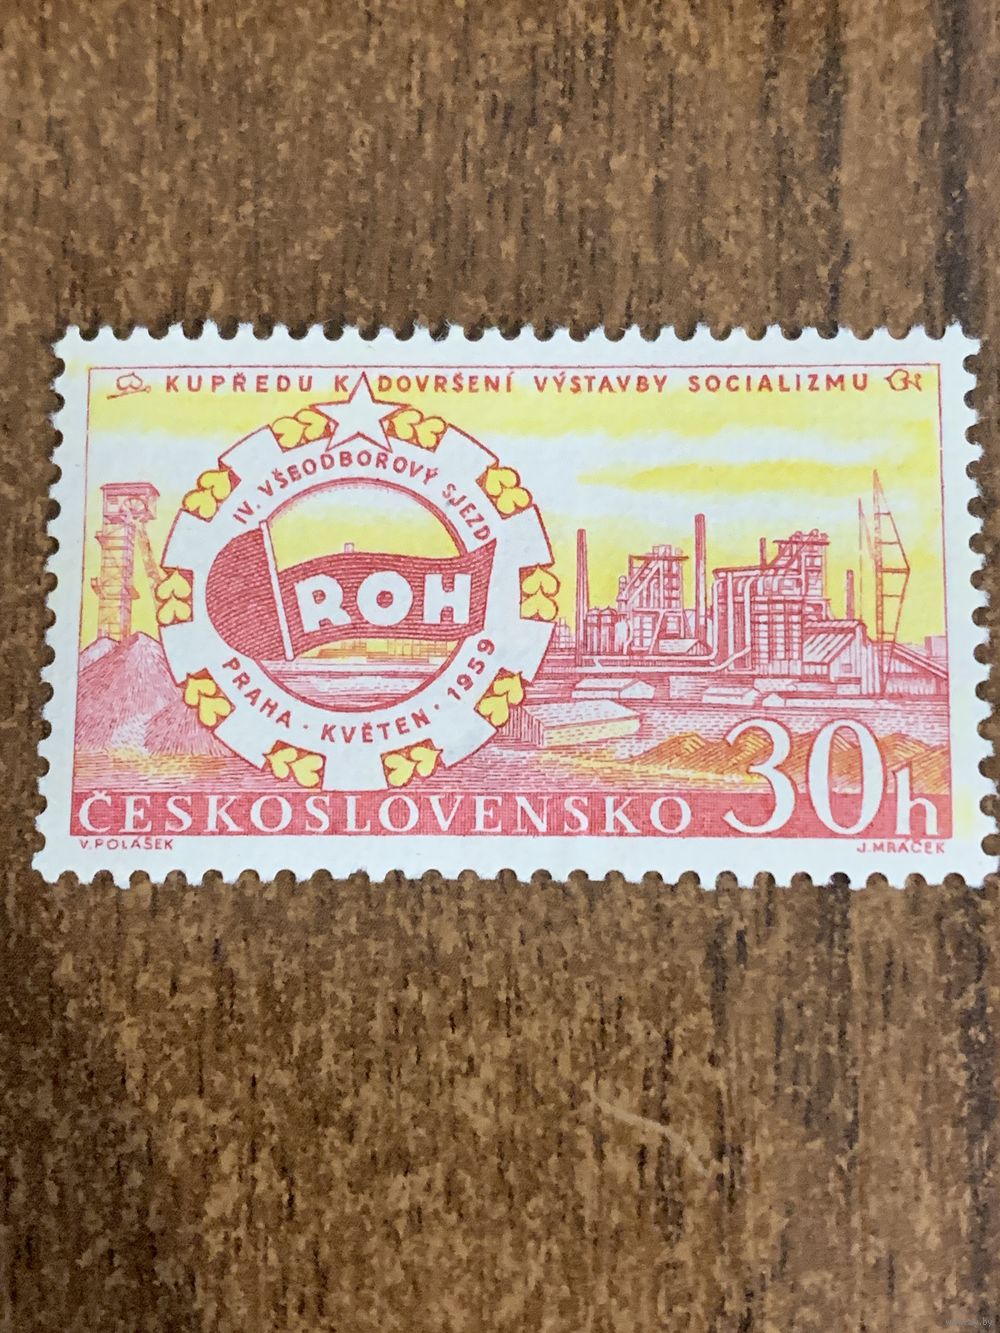 KUPŘEDU K DOVRŠENÍ VÝSTAVBY SOCIALIZMU
IV. VŠEODBOROVÝ SJEZD
ROH
PRAHA · KVĚTEN · 1959
ČESKOSLOVENSKO 30h
V. POLÁŠEK J. MRÁČEK